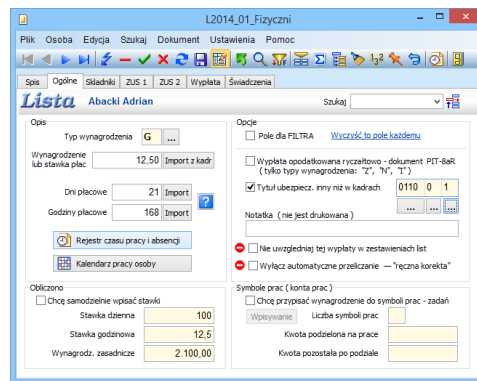 L2014_01_Fizyczni
Plik Osoba Edycja Szukaj Dokument Ustawienia Pomoc
Spis Ogólne Składniki ZUS 1 ZUS 2 Wypłata Świadczenia
Lista Abacki Adrian Szukaj
Opis
Typ wynagrodzenia G ...
Wynagrodzenie
lub stawka płac 12,50 Import z kadr
Dni płacowe 21 Import
Godziny płacowe 168 Import ?
Rejestr czasu pracy i absencji
Kalendarz pracy osoby
Opcje
Pole dla FILTRA Wyczyść to pole każdemu
Wypłata opodatkowana ryczałtowo - dokument PIT-8aR
( tylko typy wynagrodzenia: "Z", "N", "I")
Tytuł ubezpiecz. inny niż w kadrach 0110 0 1
... ... ...
Notatka ( nie jest drukowana )
Nie uwzgledniaj tej wypłaty w zestawieniach list
Wyłącz automatyczne przeliczanie — "ręczna korekta"
Obliczono
Chcę samodzielnie wpisać stawki
Stawka dzienna 100
Stawka godzinowa 12,5
Wynagrodz. zasadnicze 2.100,00
Symbole prac ( konta prac )
Chcę przypisać wynagrodzenie do symboli prac - zadań
Wpisywanie Liczba symboli prac
Kwota podzielona na prace
Kwota pozostała po podziale